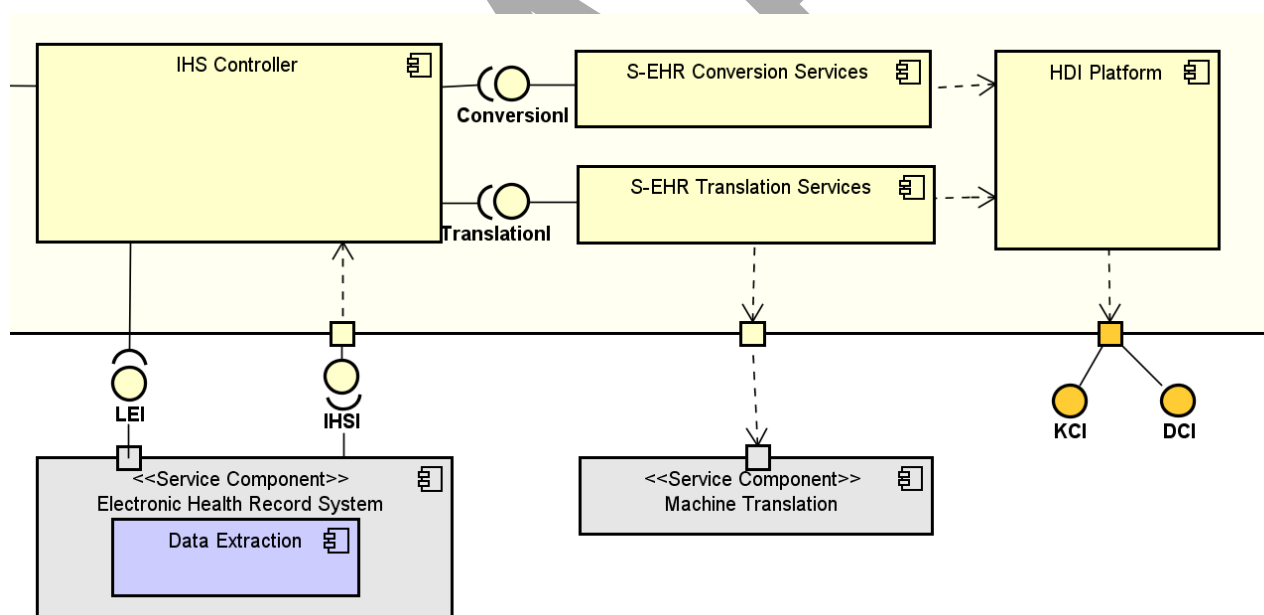 IHS Controller
S-EHR Conversion Services
HDI Platform
ConversionI
S-EHR Translation Services
TranslationI
LEI
IHSI
KCI
DCI
<<Service Component>>
Electronic Health Record System
<<Service Component>>
Machine Translation
Data Extraction